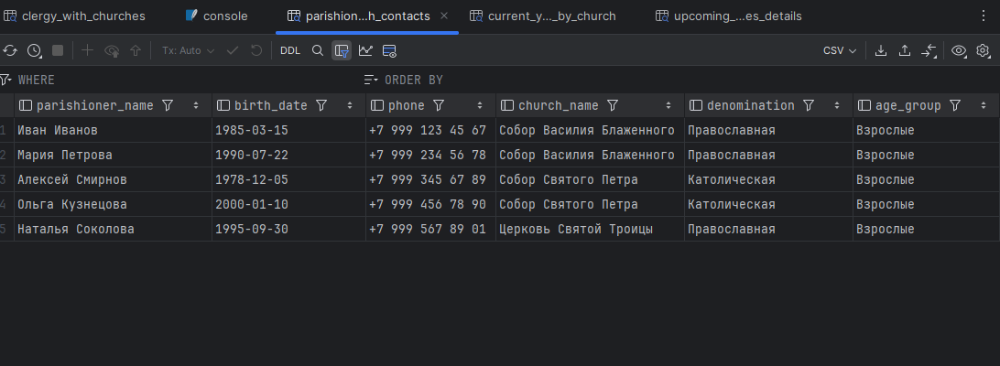 clergy_with_churches console parishion...h_contacts current_y..._by_church upcoming_...es_details
Tx: Auto DDL CSV
WHERE ORDER BY
parishioner_name birth_date phone church_name denomination age_group
1 Иван Иванов 1985-03-15 +7 999 123 45 67 Собор Василия Блаженного Православная Взрослые
2 Мария Петрова 1990-07-22 +7 999 234 56 78 Собор Василия Блаженного Православная Взрослые
3 Алексей Смирнов 1978-12-05 +7 999 345 67 89 Собор Святого Петра Католическая Взрослые
4 Ольга Кузнецова 2000-01-10 +7 999 456 78 90 Собор Святого Петра Католическая Взрослые
5 Наталья Соколова 1995-09-30 +7 999 567 89 01 Церковь Святой Троицы Православная Взрослые